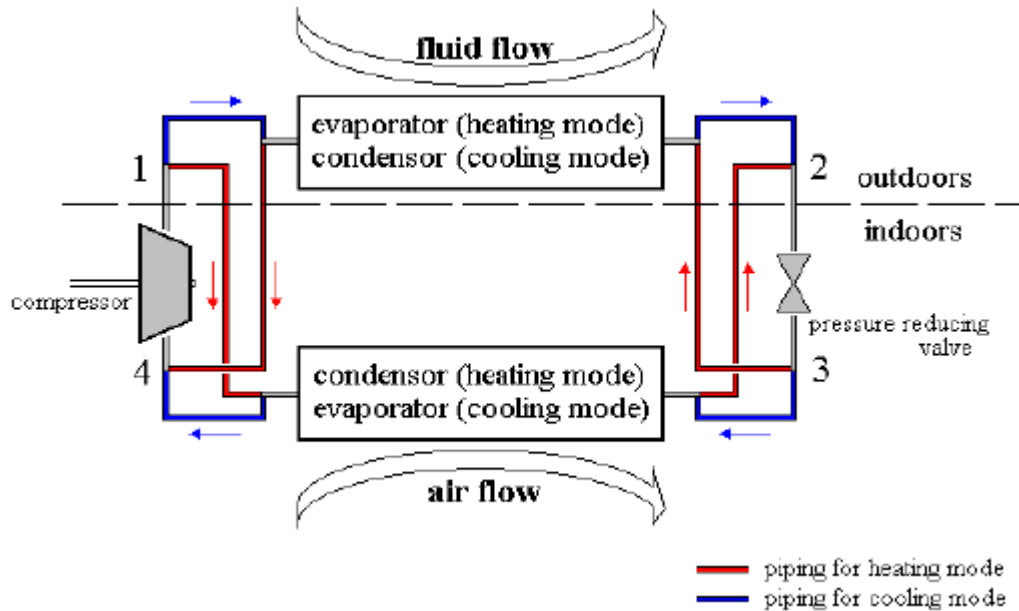 fluid flow
evaporator (heating mode)
condensor (cooling mode)
1
2
outdoors
indoors
compressor
pressure reducing
valve
4
3
condensor (heating mode)
evaporator (cooling mode)
air flow
piping for heating mode
piping for cooling mode